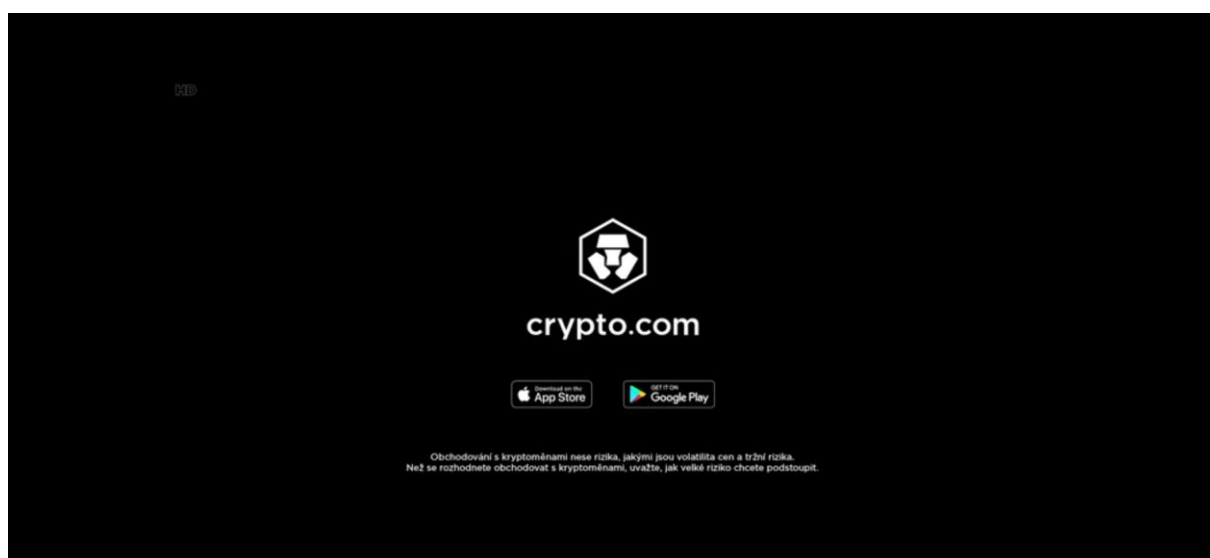 HD
crypto.com
Download on the
App Store
GET IT ON
Google Play
Obchodování s kryptoměnami nese rizika, jakými jsou volatilita cen a tržní rizika.
Než se rozhodnete obchodovat s kryptoměnami, uvažte, jak velké riziko chcete podstoupit.